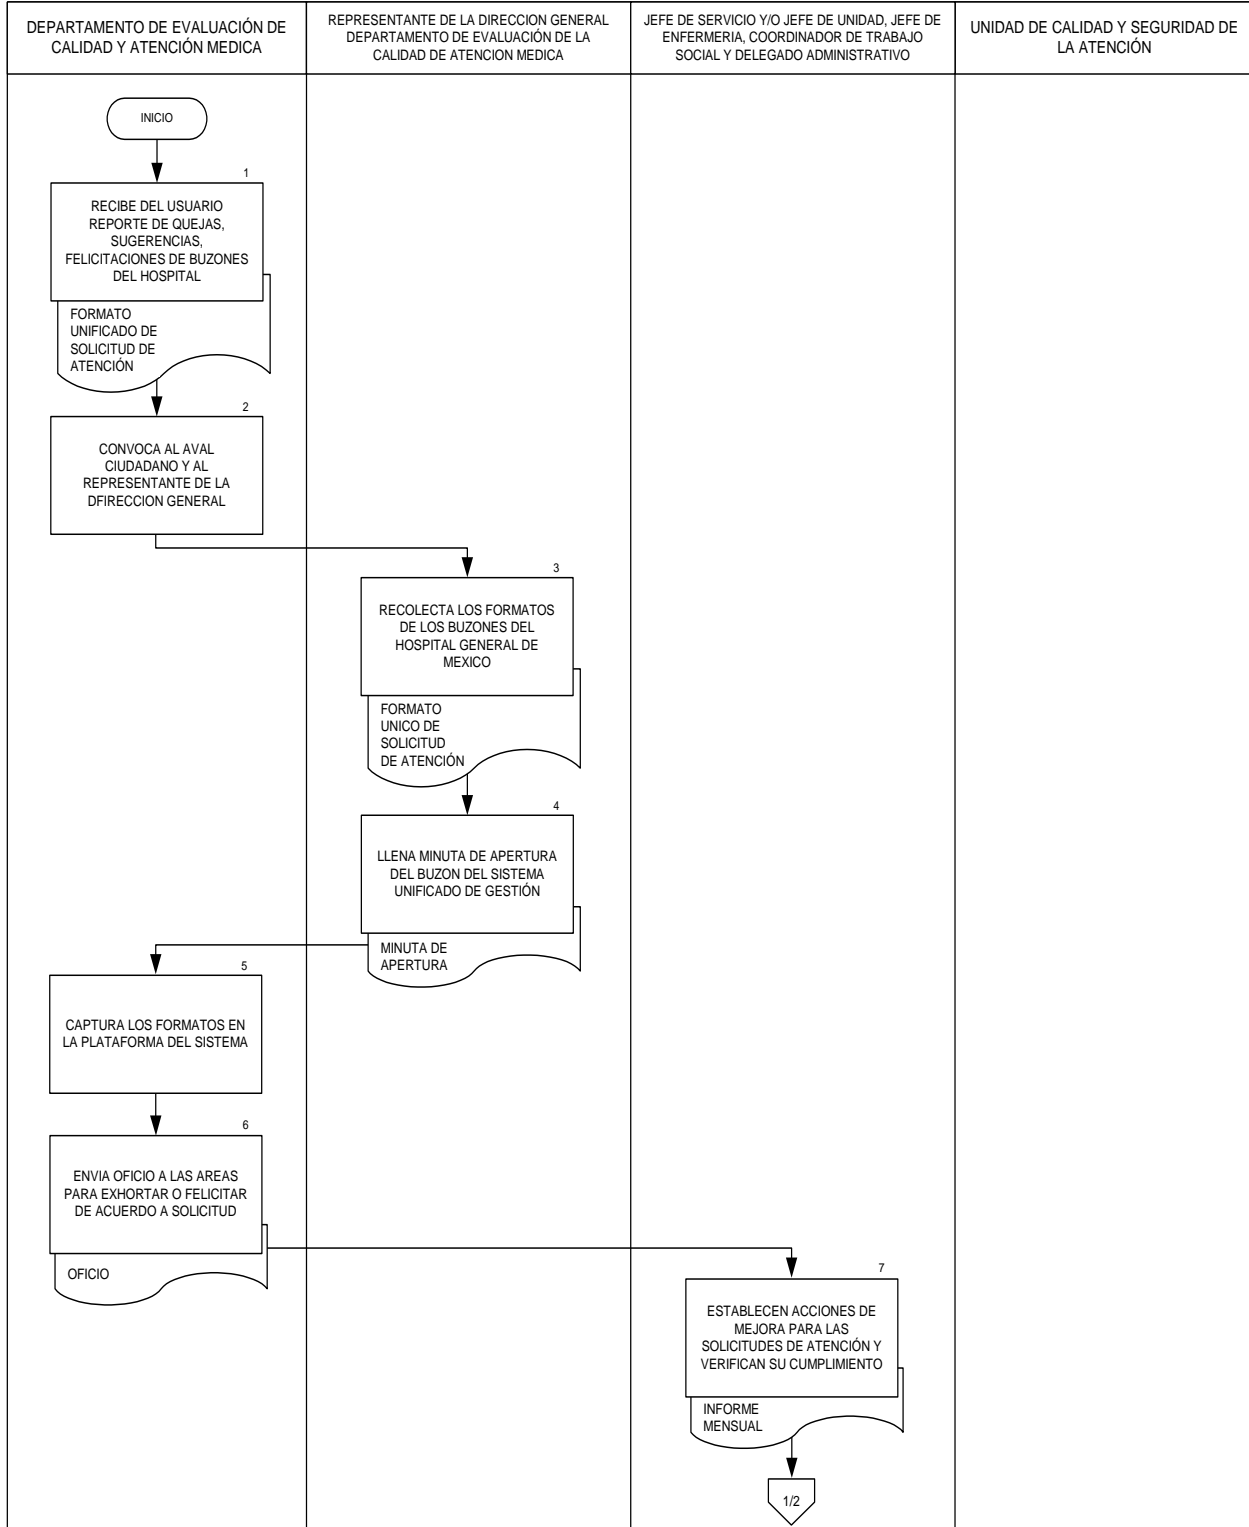 DEPARTAMENTO DE EVALUACIÓN DE
CALIDAD Y ATENCIÓN MEDICA
REPRESENTANTE DE LA DIRECCION GENERAL
DEPARTAMENTO DE EVALUACIÓN DE LA
CALIDAD DE ATENCION MEDICA
JEFE DE SERVICIO Y/O JEFE DE UNIDAD, JEFE DE
ENFERMERIA, COORDINADOR DE TRABAJO
SOCIAL Y DELEGADO ADMINISTRATIVO
UNIDAD DE CALIDAD Y SEGURIDAD DE
LA ATENCIÓN
INICIO
1
RECIBE DEL USUARIO
REPORTE DE QUEJAS,
SUGERENCIAS,
FELICITACIONES DE BUZONES
DEL HOSPITAL
FORMATO
UNIFICADO DE
SOLICITUD DE
ATENCIÓN
2
CONVOCA AL AVAL
CIUDADANO Y AL
REPRESENTANTE DE LA
DFIRECCION GENERAL
3
RECOLECTA LOS FORMATOS
DE LOS BUZONES DEL
HOSPITAL GENERAL DE
MEXICO
FORMATO
UNICO DE
SOLICITUD
DE ATENCIÓN
4
LLENA MINUTA DE APERTURA
DEL BUZON DEL SISTEMA
UNIFICADO DE GESTIÓN
MINUTA DE
APERTURA
5
CAPTURA LOS FORMATOS EN
LA PLATAFORMA DEL SISTEMA
6
ENVIA OFICIO A LAS AREAS
PARA EXHORTAR O FELICITAR
DE ACUERDO A SOLICITUD
OFICIO
7
ESTABLECEN ACCIONES DE
MEJORA PARA LAS
SOLICITUDES DE ATENCIÓN Y
VERIFICAN SU CUMPLIMIENTO
INFORME
MENSUAL
1/2